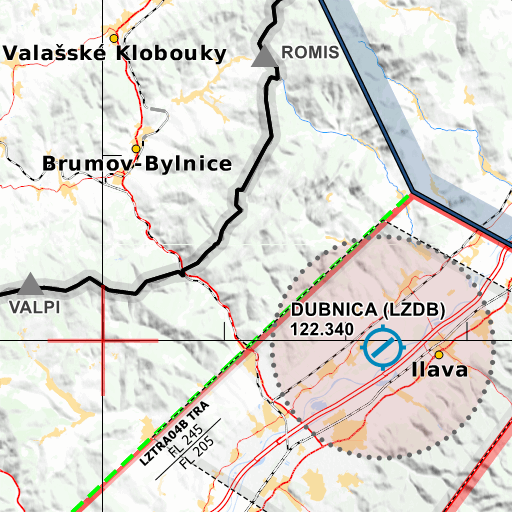 Valašské Klobouky
ROMIS
Brumov-Bylnice
VALPI
DUBNICA (LZDB)
122.340
Ilava
LZTRA04B TRA
FL 245
FL 205